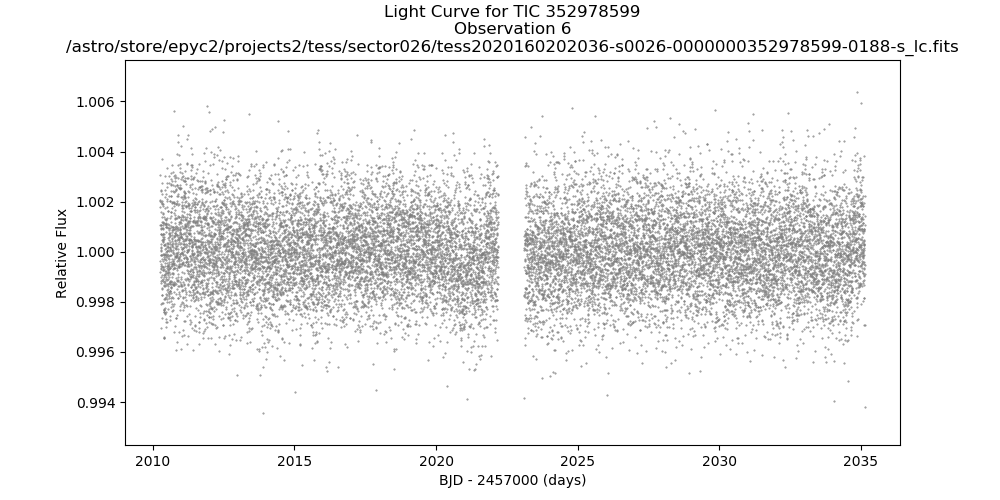 Light Curve for TIC 352978599
Observation 6
/astro/store/epyc2/projects2/tess/sector026/tess2020160202036-s0026-0000000352978599-0188-s_lc.fits
Relative Flux
1.006
1.004
1.002
1.000
0.998
0.996
0.994
2010 2015 2020 2025 2030 2035
BJD - 2457000 (days)